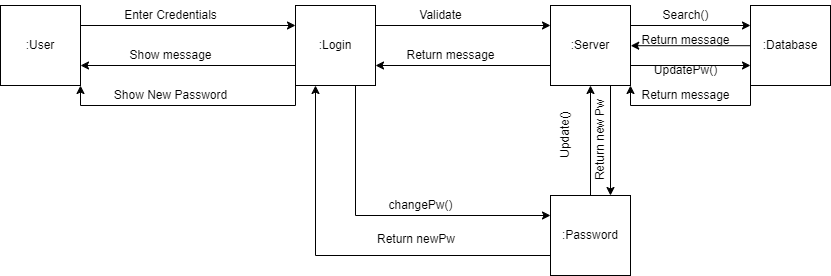 Enter Credentials
Validate
Search()
:User
:Login
:Server
:Database
Return message
Show message
Return message
UpdatePw()
Show New Password
Return message
Update()
Return new Pw
changePw()
Return newPw
:Password